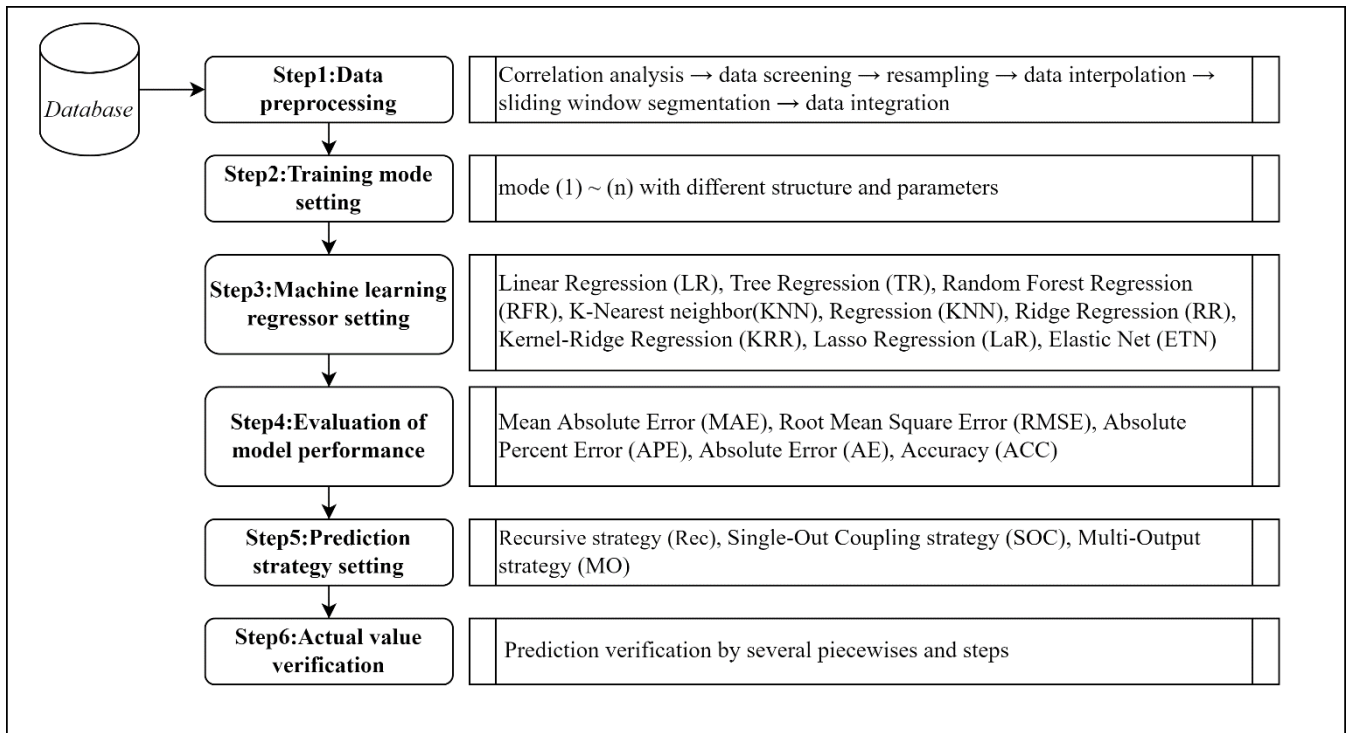 Database
Step1:Data
preprocessing
Correlation analysis → data screening → resampling → data interpolation →
sliding window segmentation → data integration
Step2:Training mode
setting
mode (1) ~ (n) with different structure and parameters
Step3:Machine learning
regressor setting
Linear Regression (LR), Tree Regression (TR), Random Forest Regression
(RFR), K-Nearest neighbor(KNN), Regression (KNN), Ridge Regression (RR),
Kernel-Ridge Regression (KRR), Lasso Regression (LaR), Elastic Net (ETN)
Step4:Evaluation of
model performance
Mean Absolute Error (MAE), Root Mean Square Error (RMSE), Absolute
Percent Error (APE), Absolute Error (AE), Accuracy (ACC)
Step5:Prediction
strategy setting
Recursive strategy (Rec), Single-Out Coupling strategy (SOC), Multi-Output
strategy (MO)
Step6:Actual value
verification
Prediction verification by several piecewises and steps